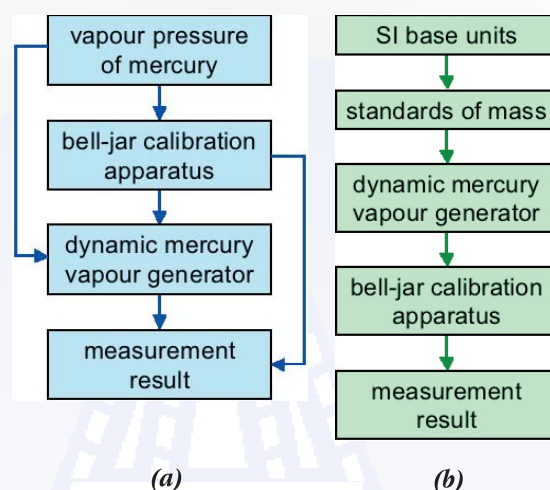 vapour pressure
of mercury
bell-jar calibration
apparatus
dynamic mercury
vapour generator
measurement
result
(a)
SI base units
standards of mass
dynamic mercury
vapour generator
bell-jar calibration
apparatus
measurement
result
(b)